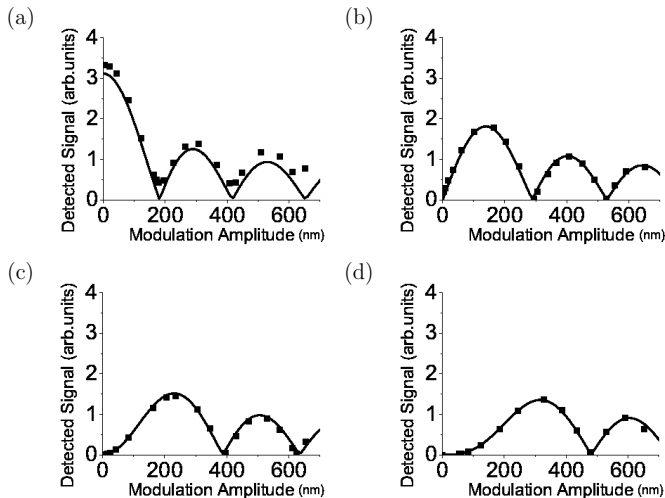 (a)
Detected Signal (arb.units)
4
3
2
1
0
0 200 400 600
Modulation Amplitude (nm)
(b)
Detected Signal (arb.units)
4
3
2
1
0
0 200 400 600
Modulation Amplitude (nm)
(c)
Detected Signal (arb.units)
4
3
2
1
0
0 200 400 600
Modulation Amplitude (nm)
(d)
Detected Signal (arb.units)
4
3
2
1
0
0 200 400 600
Modulation Amplitude (nm)